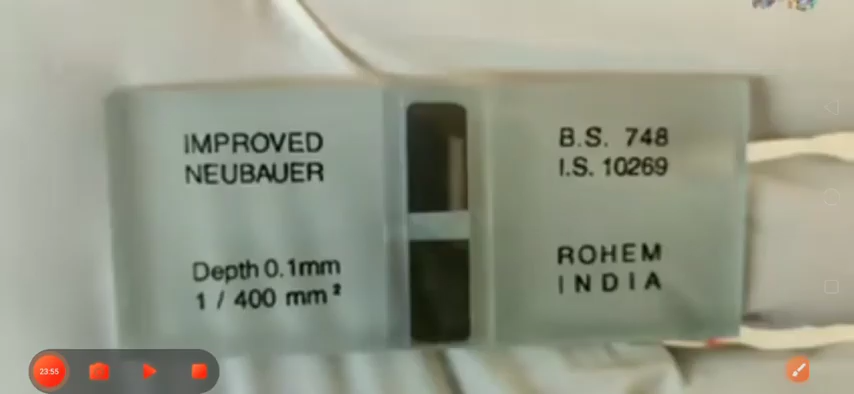 IMPROVED
NEUBAUER
Depth 0.1mm
1 / 400 mm²
B.S. 748
I.S. 10269
ROHEM
INDIA
23:55